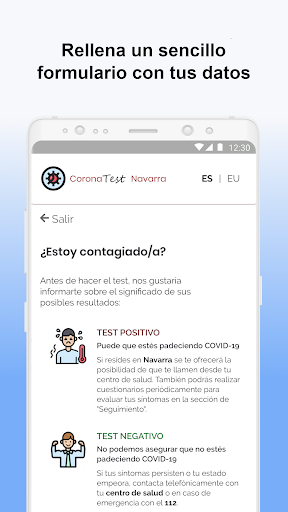 Rellena un sencillo
formulario con tus datos
12:30
CoronaTest Navarra
ES | EU
Salir
¿Estoy contagiado/a?
Antes de hacer el test, nos gustaria
informarte sobre el significado de sus
posibles resultados:
TEST POSITIVO
Puede que estés padeciendo COVID-19
Si resides en Navarra se te ofrecerá la
posibilidad de que te llamen desde tu
centro de salud. También podrás realizar
cuestionarios periódicamente para
evaluar tus sintomas en la sección de
"Seguimiento".
TEST NEGATIVO
No podemos asegurar que no estés
padeciendo COVID-19
Si tus síntomas persisten o tu estado
empeora, contacta telefónicamente con
tu centro de salud o en caso de
emergencia con el 112.